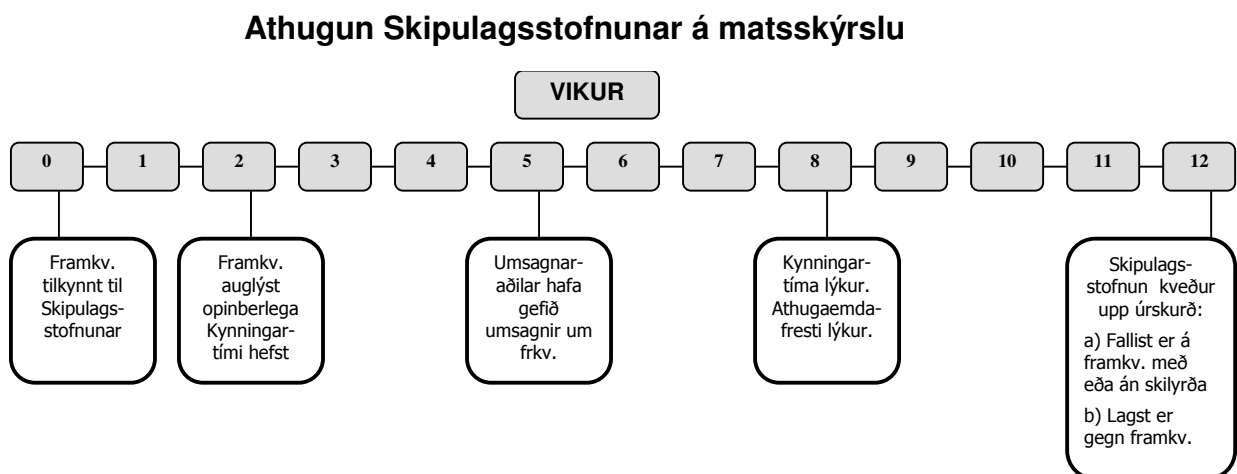 Athugun Skipulagsstofnunar á matsskýrslu
VIKUR
0 1 2 3 4 5 6 7 8 9 10 11 12
Framkv.
tilkynnt til
Skipulags-
stofnunar
Framkv.
auglýst
opinberlega
Kynningar-
tími hefst
Umsagnar-
aðilar hafa
gefið
umsagnir um
frkv.
Kynningar-
tíma lýkur.
Athugaemda-
fresti lýkur.
Skipulags-
stofnun kveður
upp úrskurð:
a) Fallist er á
framkv. með
eða án skilyrða
b) Lagst er
gegn framkv.